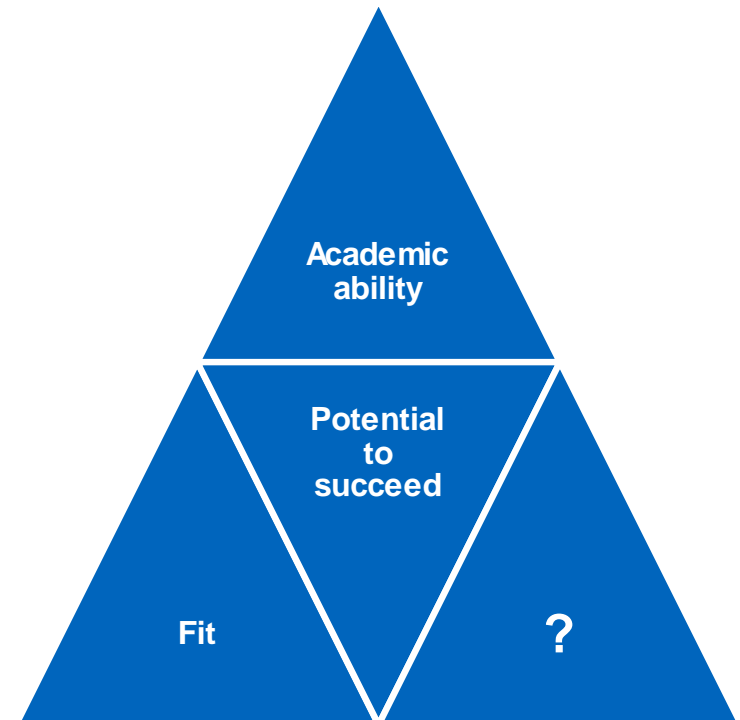 Academic
ability
Potential
to
succeed
Fit
?